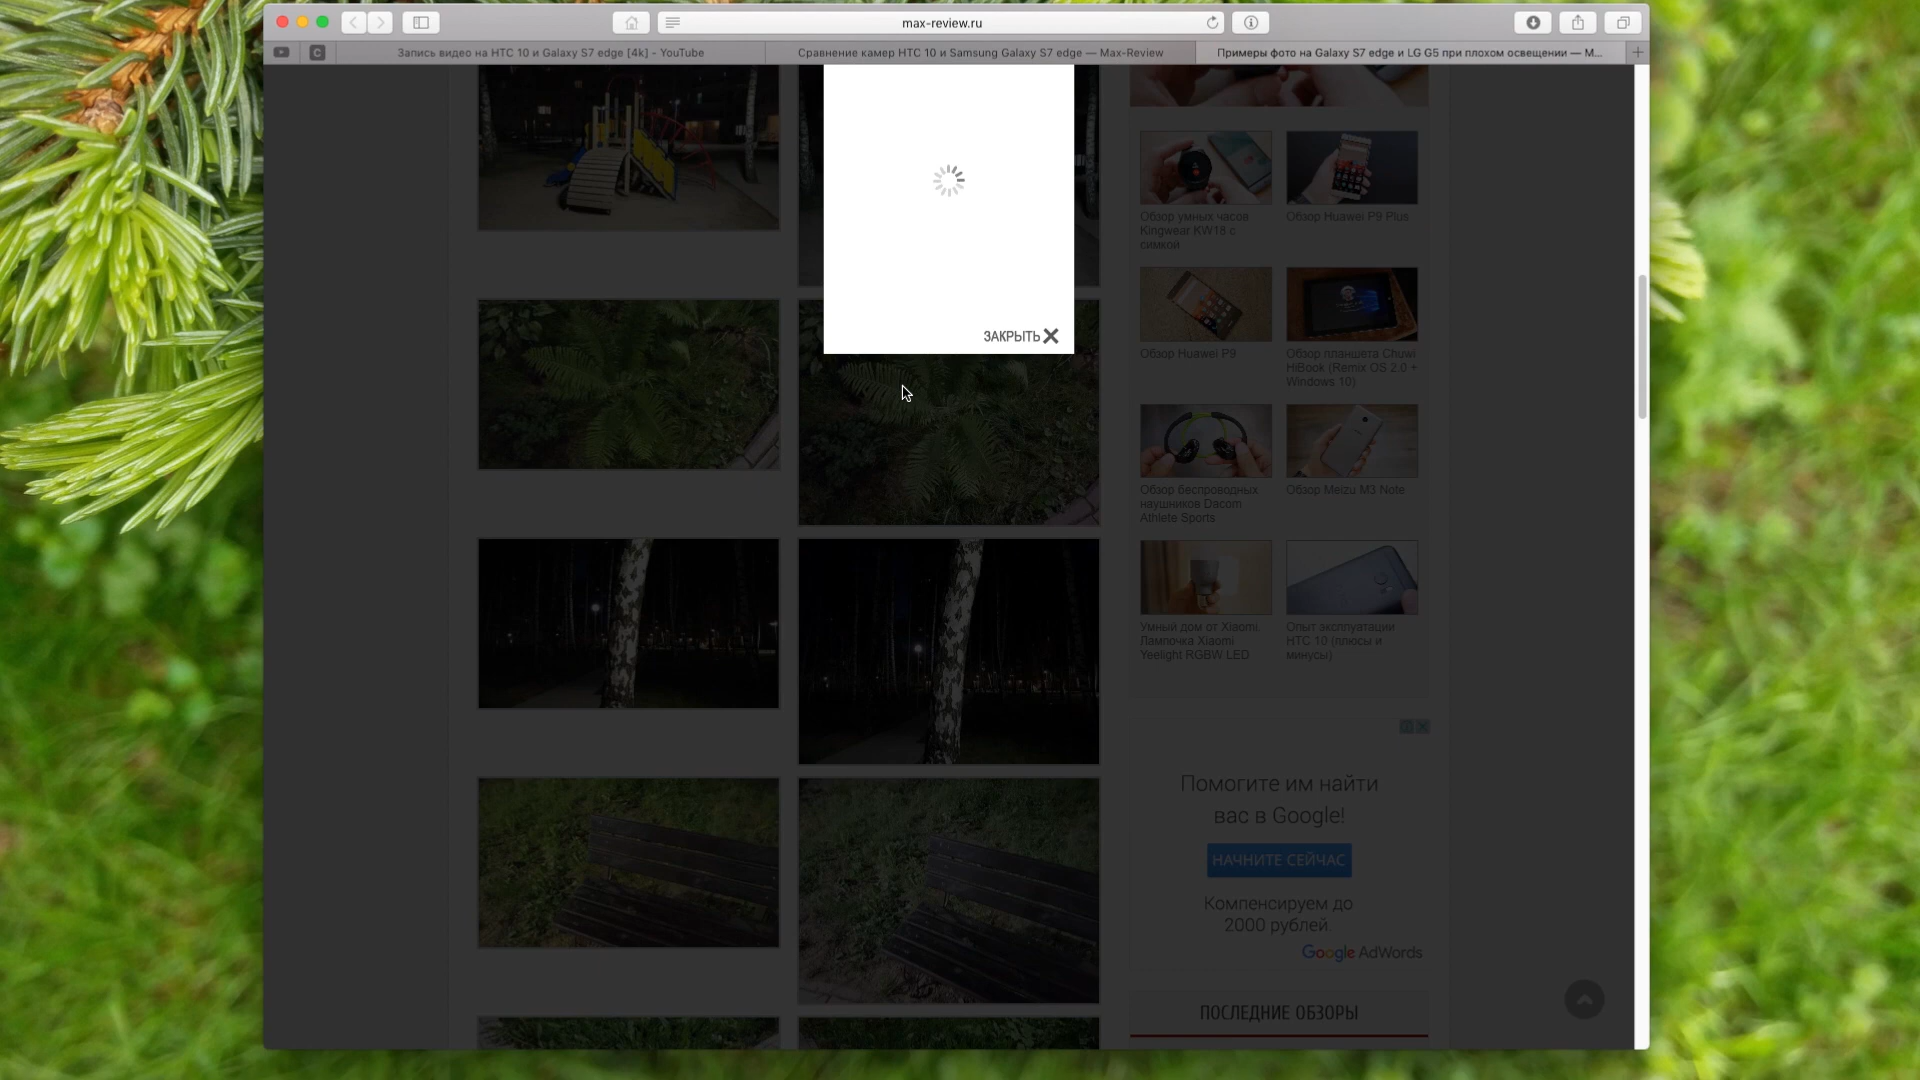 max-review.ru
Запись видео на HTC 10 и Galaxy S7 edge [4k] - YouTube
Сравнение камер HTC 10 и Samsung Galaxy S7 edge — Max-Review
Примеры фото на Galaxy S7 edge и LG G5 при плохом освещении — M...
C
ЗАКРЫТЬ
Обзор умных часов
Kingwear KW18 с
симкой
Обзор Huawei P9 Plus
Обзор Huawei P9
Обзор планшета Chuwi
HiBook (Remix OS 2.0 +
Windows 10)
Обзор беспроводных
наушников Dacom
Athlete Sports
Обзор Meizu M3 Note
Умный дом от Xiaomi.
Лампочка Xiaomi
Yeelight RGBW LED
Опыт эксплуатации
HTC 10 (плюсы и
минусы)
Помогите им найти
вас в Google!
НАЧНИТЕ СЕЙЧАС
Компенсируем до
2000 рублей.
Google AdWords
ПОСЛЕДНИЕ ОБЗОРЫ